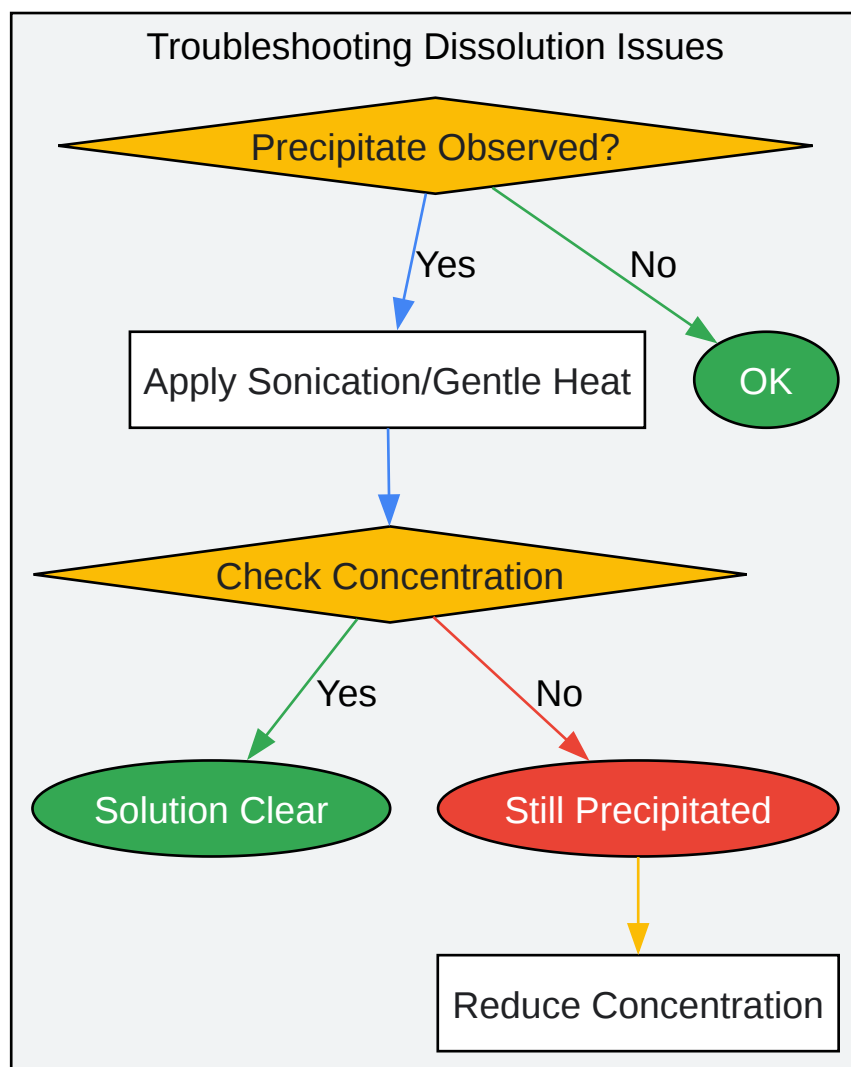 Troubleshooting Dissolution Issues
Precipitate Observed?
Yes
No
Apply Sonication/Gentle Heat
OK
Check Concentration
Yes
No
Solution Clear
Still Precipitated
Reduce Concentration